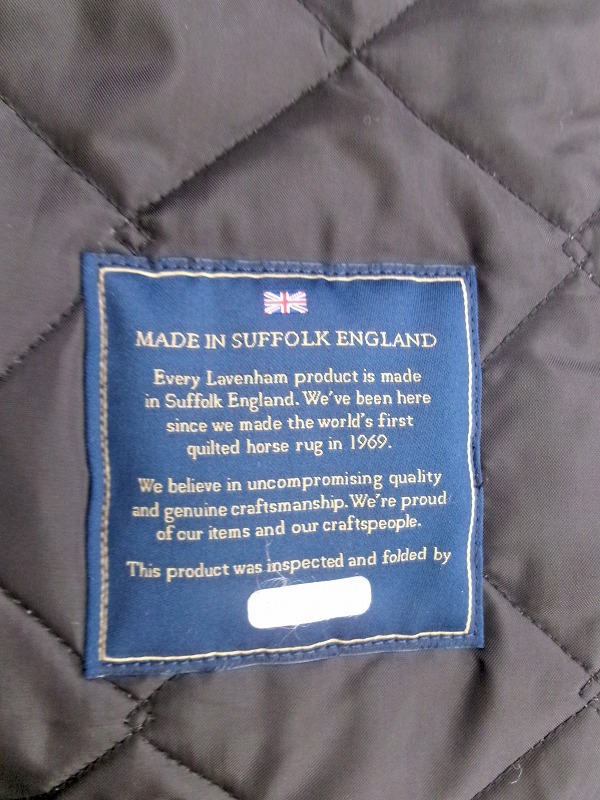 MADE IN SUFFOLK ENGLAND
Every Lavenham product is made
in Suffolk England. We've been here
since we made the world's first
quilted horse rug in 1969.
We believe in uncompromising quality
and genuine craftsmanship. We're proud
of our items and our craftspeople.
This product was inspected and folded by